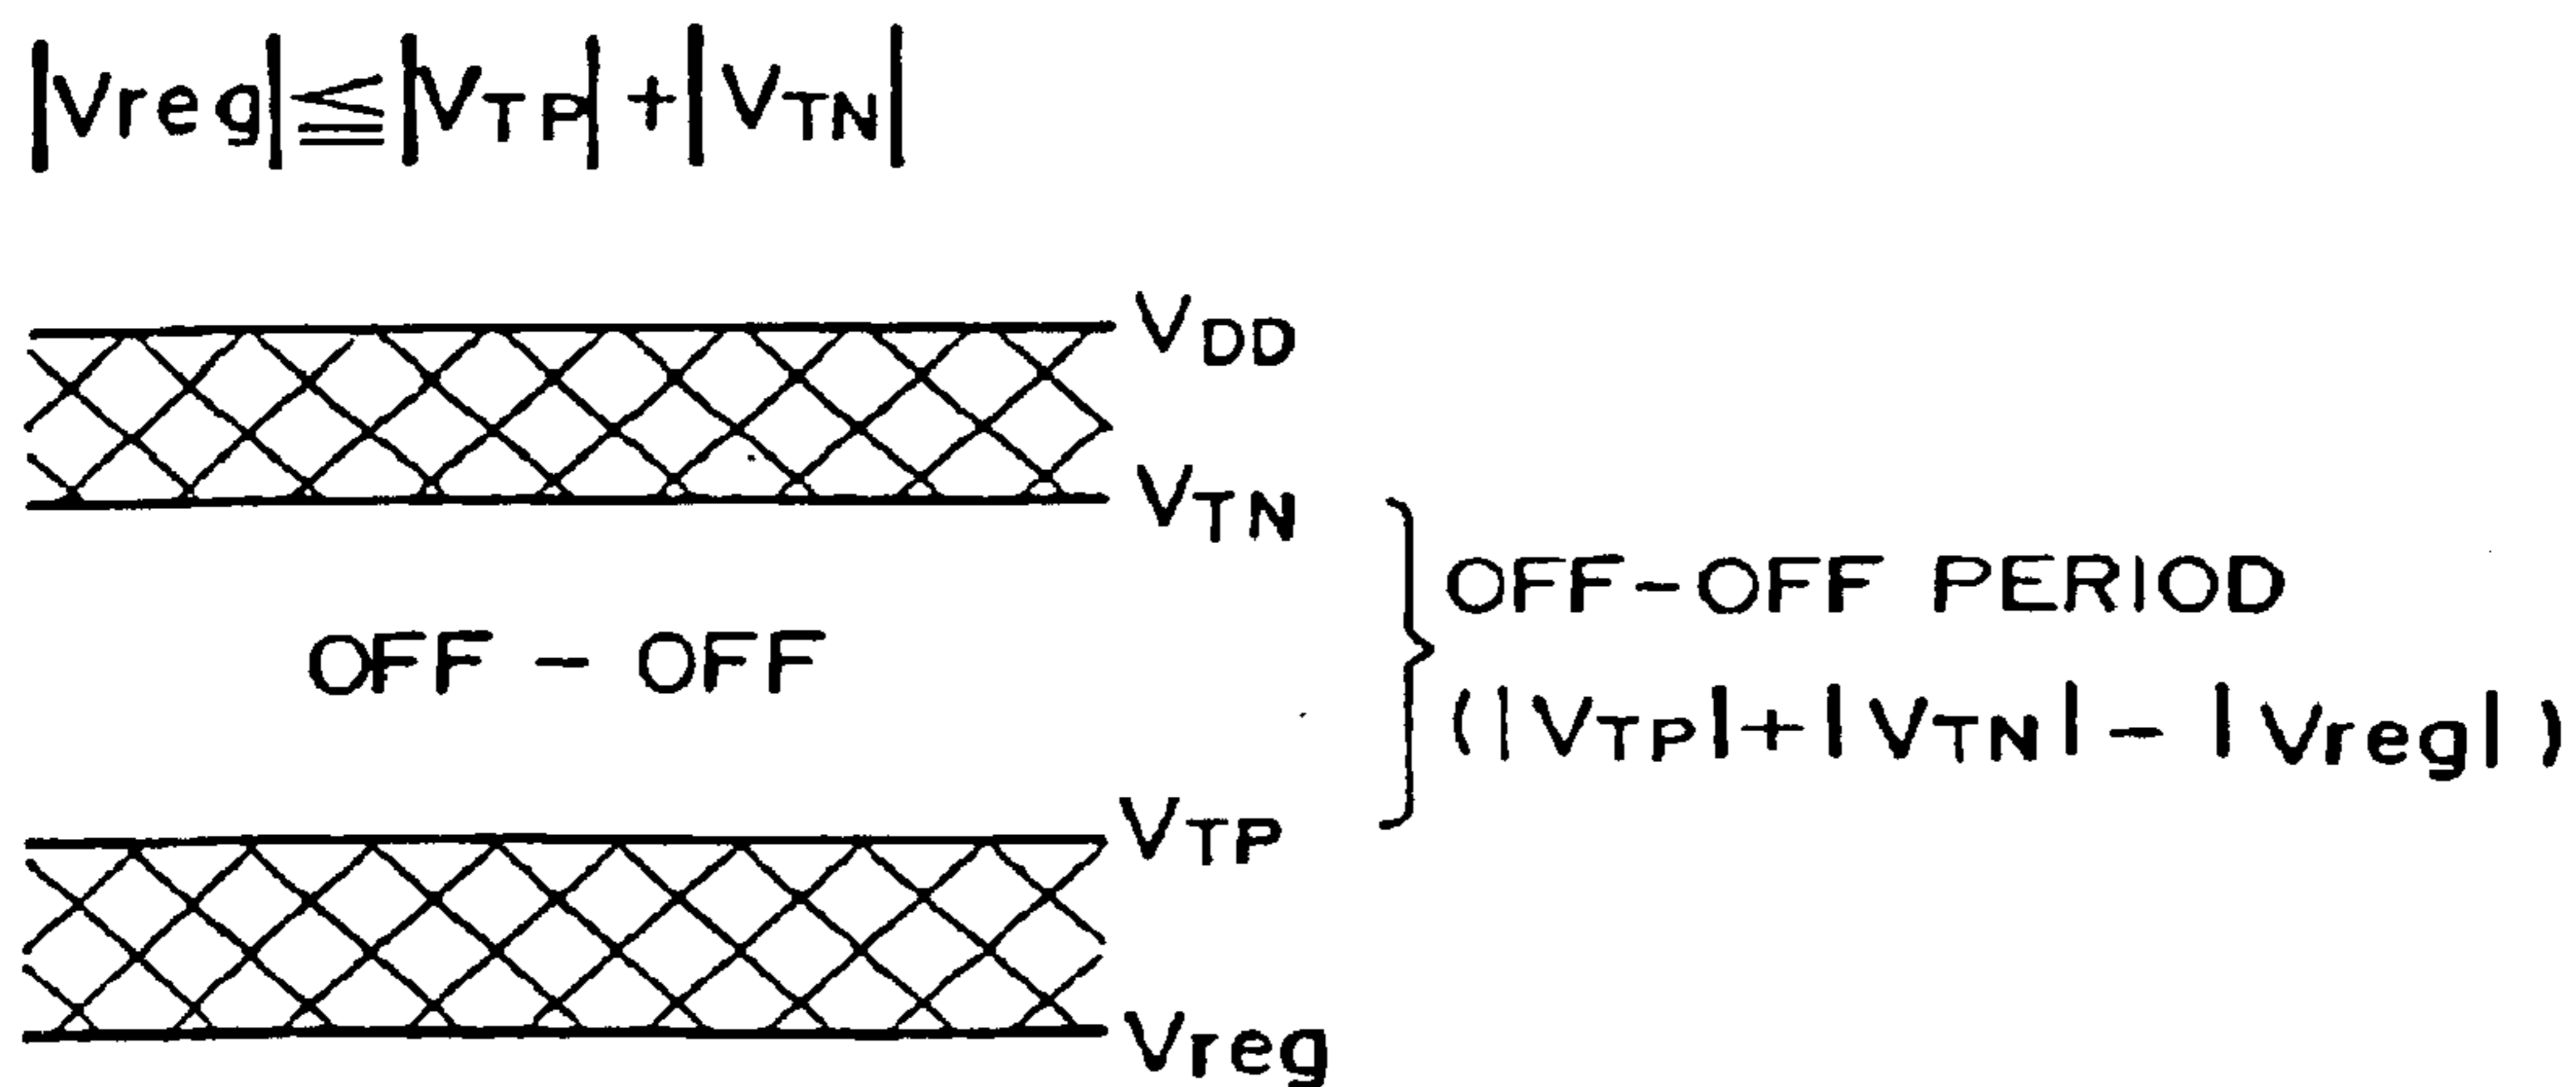 |Vreg|≦|VTP|+|VTN|
VDD
VTN
OFF-OFF PERIOD
OFF - OFF
(|VTP|+|VTN|-|Vreg|)
VTP
Vreg